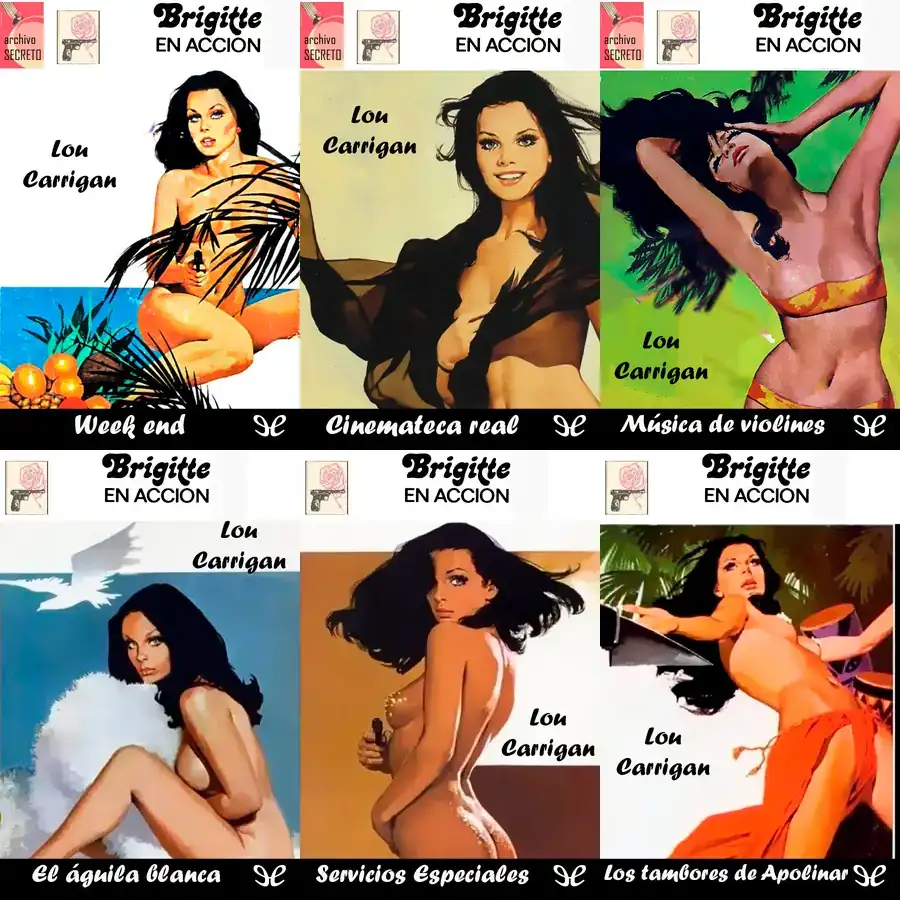 archivo
SECRETO
Brigitte
EN ACCION
Lou
Carrigan
Week end
archivo
SECRETO
Brigitte
EN ACCION
Lou
Carrigan
Cinemateca real
archivo
SECRETO
Brigitte
EN ACCION
Lou
Carrigan
Música de violines
Brigitte
EN ACCION
Lou
Carrigan
El águila blanca
Brigitte
EN ACCION
Lou
Carrigan
Servicios Especiales
Brigitte
EN ACCION
Lou
Carrigan
Los tambores de Apolinar